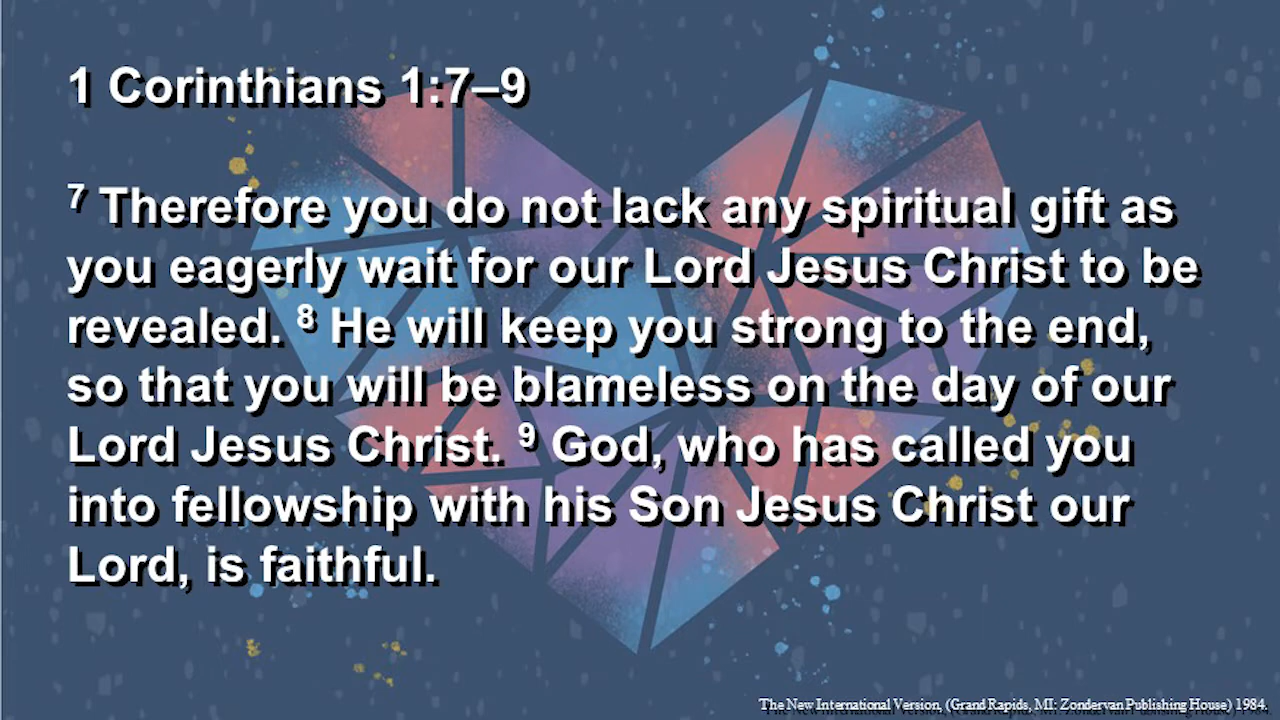 1 Corinthians 1:7–9
7 Therefore you do not lack any spiritual gift as
you eagerly wait for our Lord Jesus Christ to be
revealed. 8 He will keep you strong to the end,
so that you will be blameless on the day of our
Lord Jesus Christ. 9 God, who has called you
into fellowship with his Son Jesus Christ our
Lord, is faithful.
The New International Version, (Grand Rapids, MI: Zondervan Publishing House) 1984.